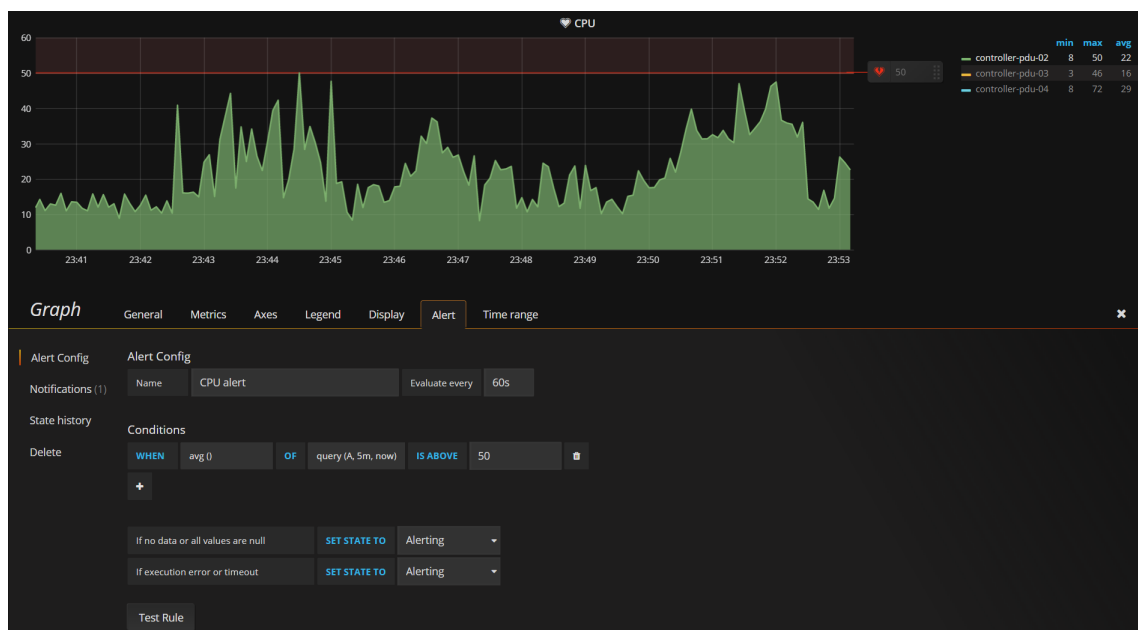 CPU
60
50
40
30
20
10
0
23:41 23:42 23:43 23:44 23:45 23:46 23:47 23:48 23:49 23:50 23:51 23:52 23:53
50
min max avg
controller-pdu-02 8 50 22
controller-pdu-03 3 46 16
controller-pdu-04 8 72 29
Graph General Metrics Axes Legend Display Alert Time range
Alert Config
Notifications (1)
State history
Delete
Alert Config
Name CPU alert Evaluate every 60s
Conditions
WHEN avg () OF query (A, 5m, now) IS ABOVE 50
If no data or all values are null SET STATE TO Alerting
If execution error or timeout SET STATE TO Alerting
Test Rule